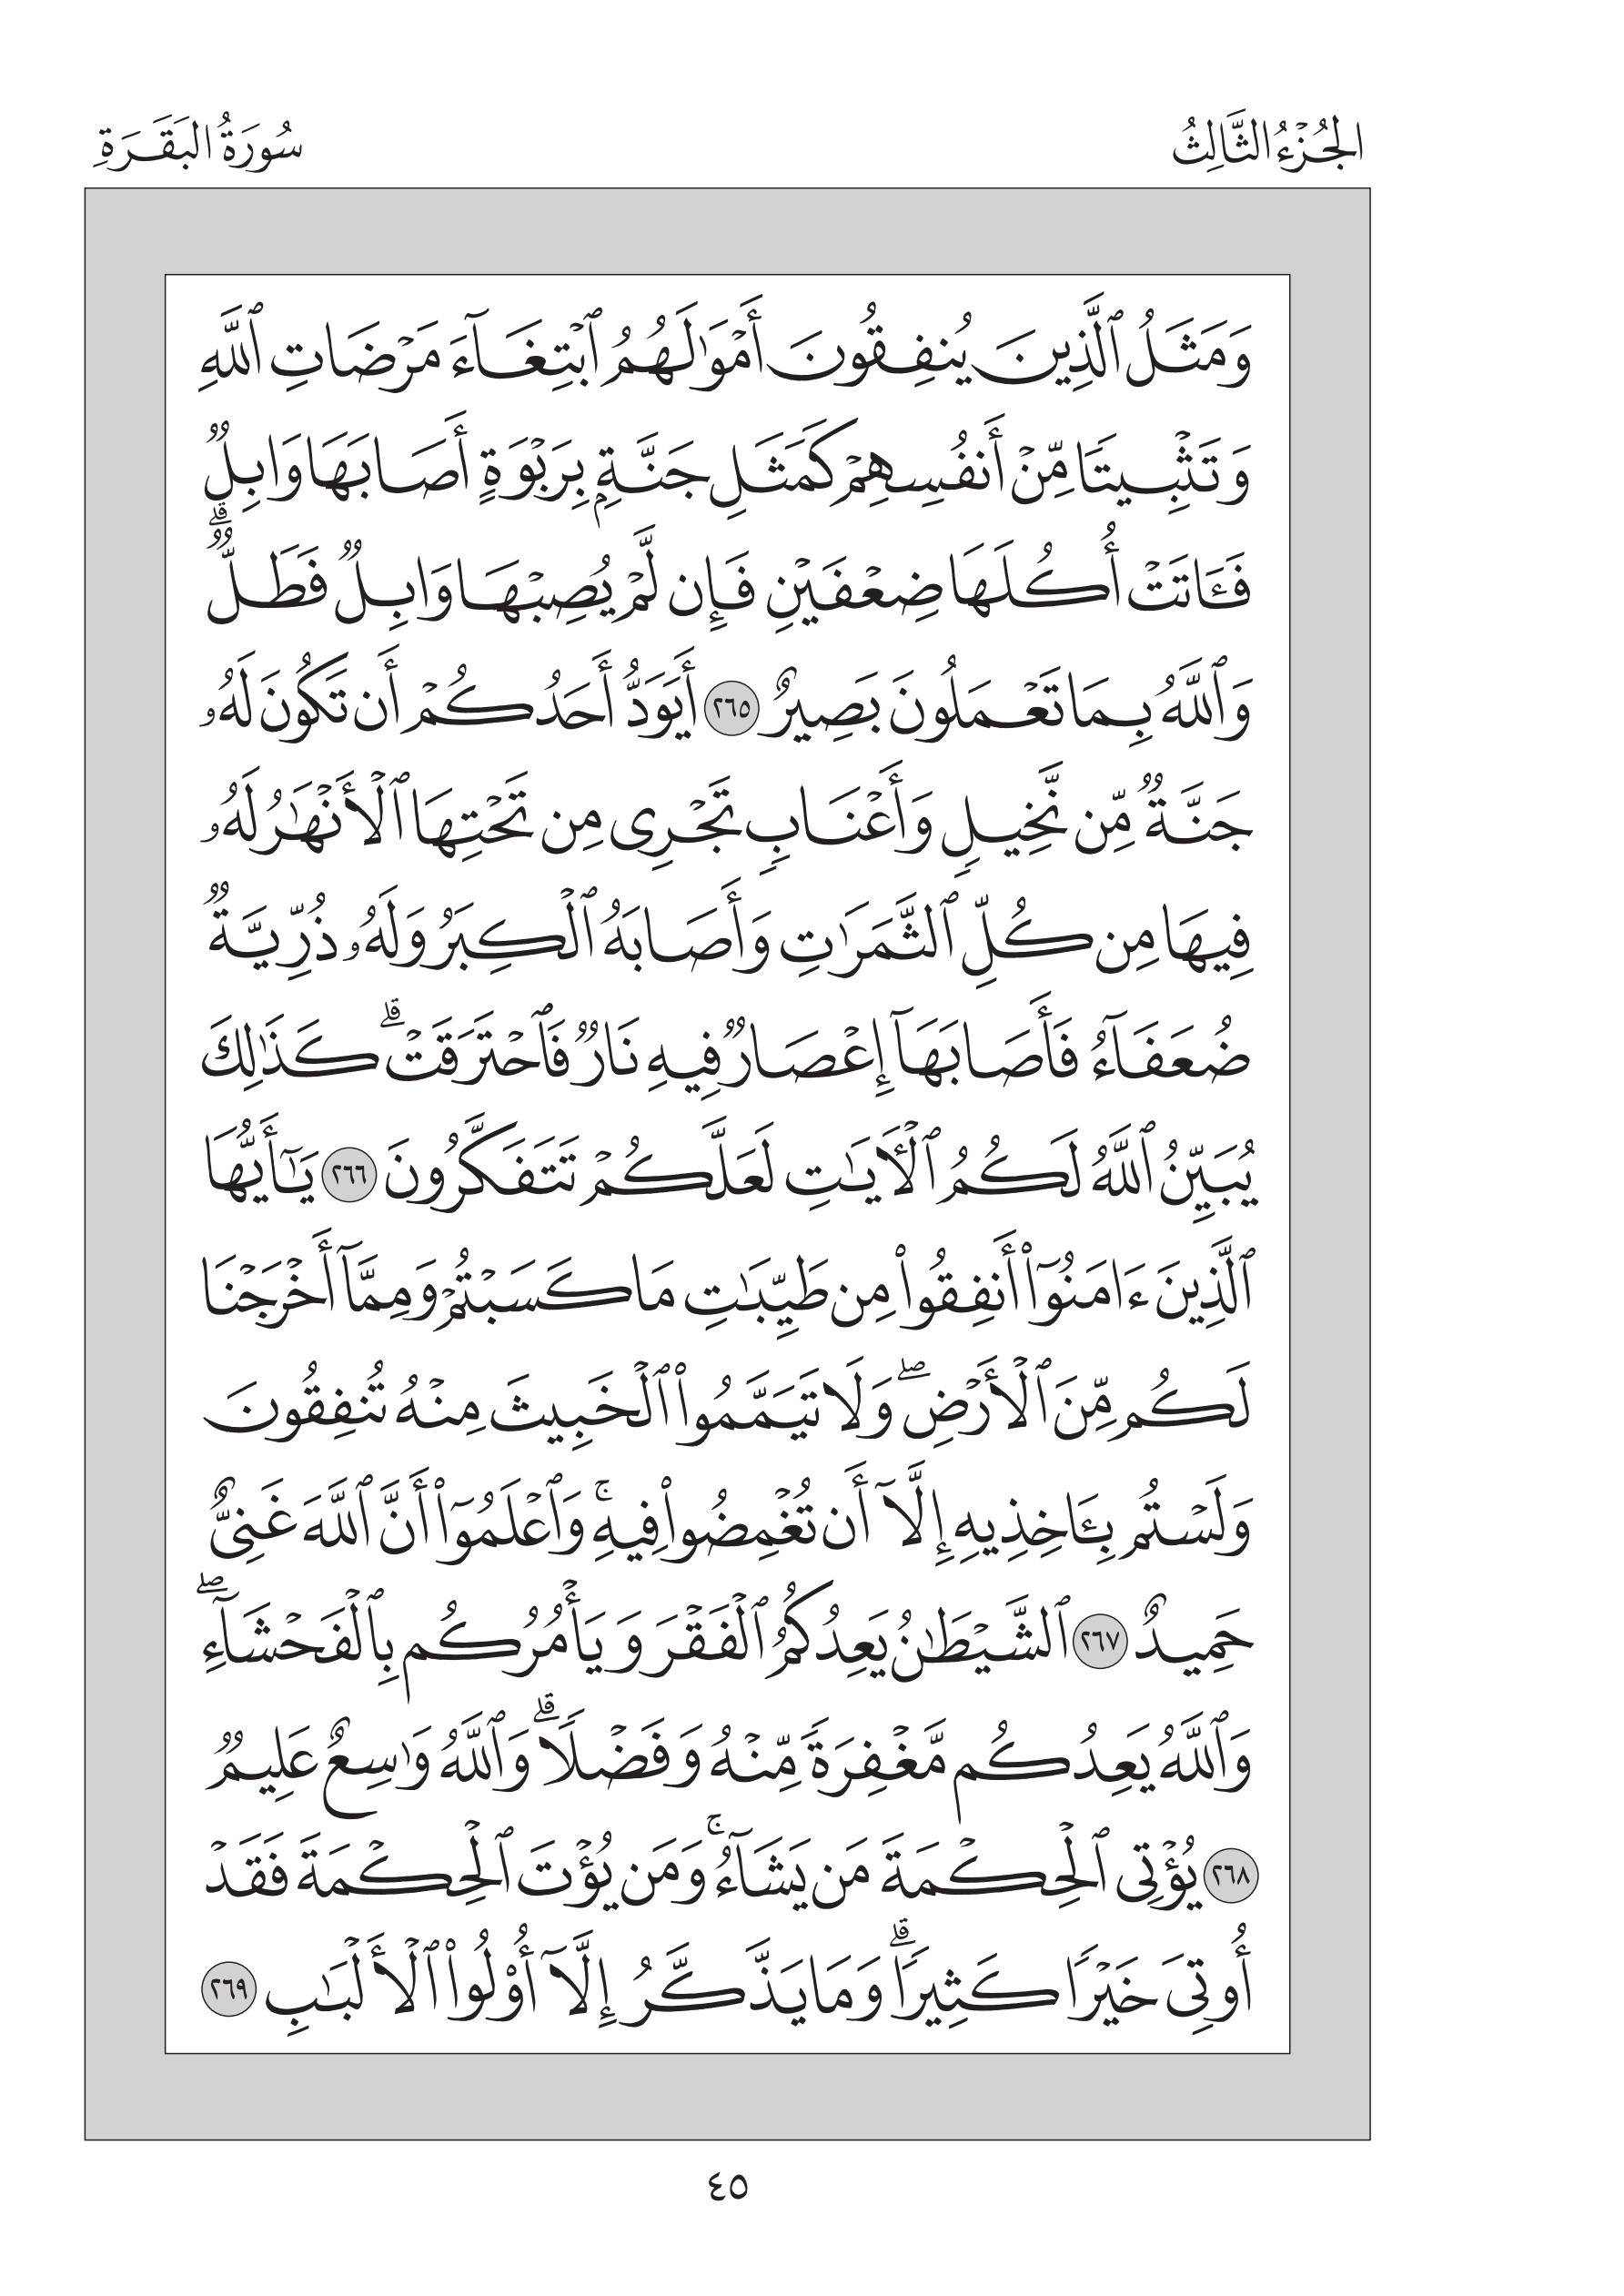 الجُزْءُ الثَّالِثُ
سُورَةُ البَقَرَةِ
وَمَثَلُ ٱلَّذِينَ يُنفِقُونَ أَمْوَٰلَهُمُ ٱبْتِغَآءَ مَرْضَاتِ ٱللَّهِ
وَتَثْبِيتًا مِّنْ أَنفُسِهِمْ كَمَثَلِ جَنَّةٍۭ بِرَبْوَةٍ أَصَابَهَا وَابِلٌ
فَـَٔاتَتْ أُكُلَهَا ضِعْفَيْنِ فَإِن لَّمْ يُصِبْهَا وَابِلٌ فَطَلٌّ ۗ
وَٱللَّهُ بِمَا تَعْمَلُونَ بَصِيرٌ ٢٦٥ أَيَوَدُّ أَحَدُكُمْ أَن تَكُونَ لَهُۥ
جَنَّةٌ مِّن نَّخِيلٍ وَأَعْنَابٍ تَجْرِى مِن تَحْتِهَا ٱلْأَنْهَٰرُ لَهُۥ
فِيهَا مِن كُلِّ ٱلثَّمَرَٰتِ وَأَصَابَهُ ٱلْكِبَرُ وَلَهُۥ ذُرِّيَّةٌ
ضُعَفَآءُ فَأَصَابَهَآ إِعْصَارٌ فِيهِ نَارٌ فَٱحْتَرَقَتْ ۗ كَذَٰلِكَ
يُبَيِّنُ ٱللَّهُ لَكُمُ ٱلْـَٔايَٰتِ لَعَلَّكُمْ تَتَفَكَّرُونَ ٢٦٦ يَٰٓأَيُّهَا
ٱلَّذِينَ ءَامَنُوٓا۟ أَنفِقُوا۟ مِن طَيِّبَٰتِ مَا كَسَبْتُمْ وَمِمَّآ أَخْرَجْنَا
لَكُم مِّنَ ٱلْأَرْضِ ۖ وَلَا تَيَمَّمُوا۟ ٱلْخَبِيثَ مِنْهُ تُنفِقُونَ
وَلَسْتُم بِـَٔاخِذِيهِ إِلَّآ أَن تُغْمِضُوا۟ فِيهِ ۚ وَٱعْلَمُوٓا۟ أَنَّ ٱللَّهَ غَنِىٌّ
حَمِيدٌ ٢٦٧ ٱلشَّيْطَٰنُ يَعِدُكُمُ ٱلْفَقْرَ وَيَأْمُرُكُم بِٱلْفَحْشَآءِ ۖ
وَٱللَّهُ يَعِدُكُم مَّغْفِرَةً مِّنْهُ وَفَضْلًا ۗ وَٱللَّهُ وَٰسِعٌ عَلِيمٌ
٢٦٨ يُؤْتِى ٱلْحِكْمَةَ مَن يَشَآءُ ۚ وَمَن يُؤْتَ ٱلْحِكْمَةَ فَقَدْ
أُوتِىَ خَيْرًا كَثِيرًا ۗ وَمَا يَذَّكَّرُ إِلَّآ أُو۟لُوا۟ ٱلْأَلْبَٰبِ ٢٦٩
٤٥